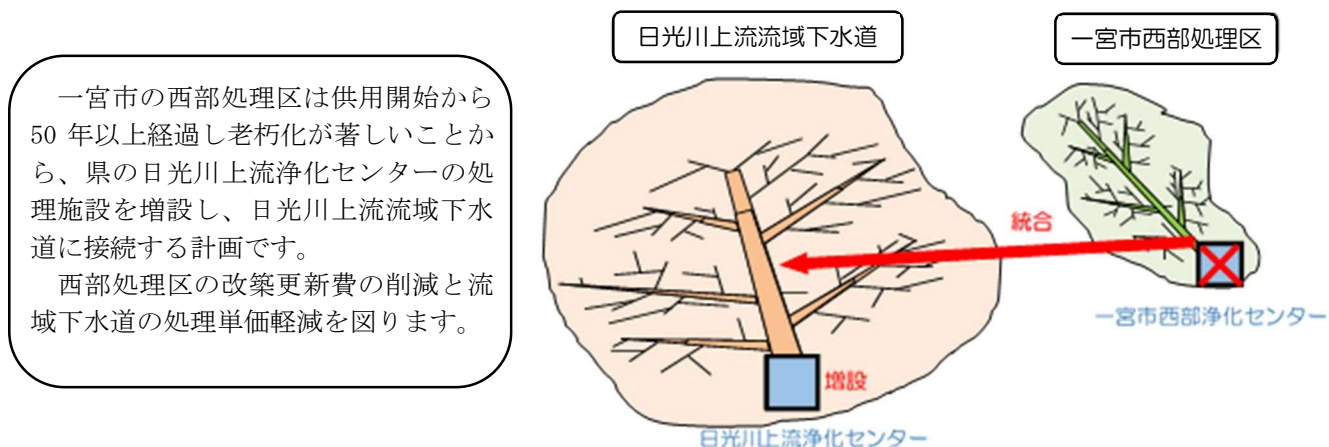 日光川上流流域下水道
一宮市西部処理区
　一宮市の西部処理区は供用開始から
50 年以上経過し老朽化が著しいことか
ら、県の日光川上流浄化センターの処
理施設を増設し、日光川上流流域下水
道に接続する計画です。
　西部処理区の改築更新費の削減と流
域下水道の処理単価軽減を図ります。
統合
一宮市西部浄化センター
増設
日光川上流浄化センター